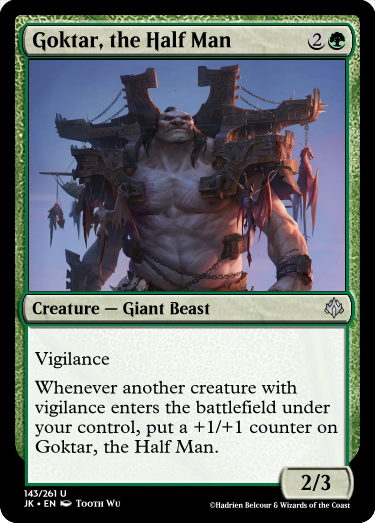 Goktar, the Half Man 2
Creature — Giant Beast
Vigilance
Whenever another creature with
vigilance enters the battlefield under
your control, put a +1/+1 counter on
Goktar, the Half Man.
2/3
143/261 U
JK • EN Tooth Wu
©Hadrien Belcour & Wizards of the Coast